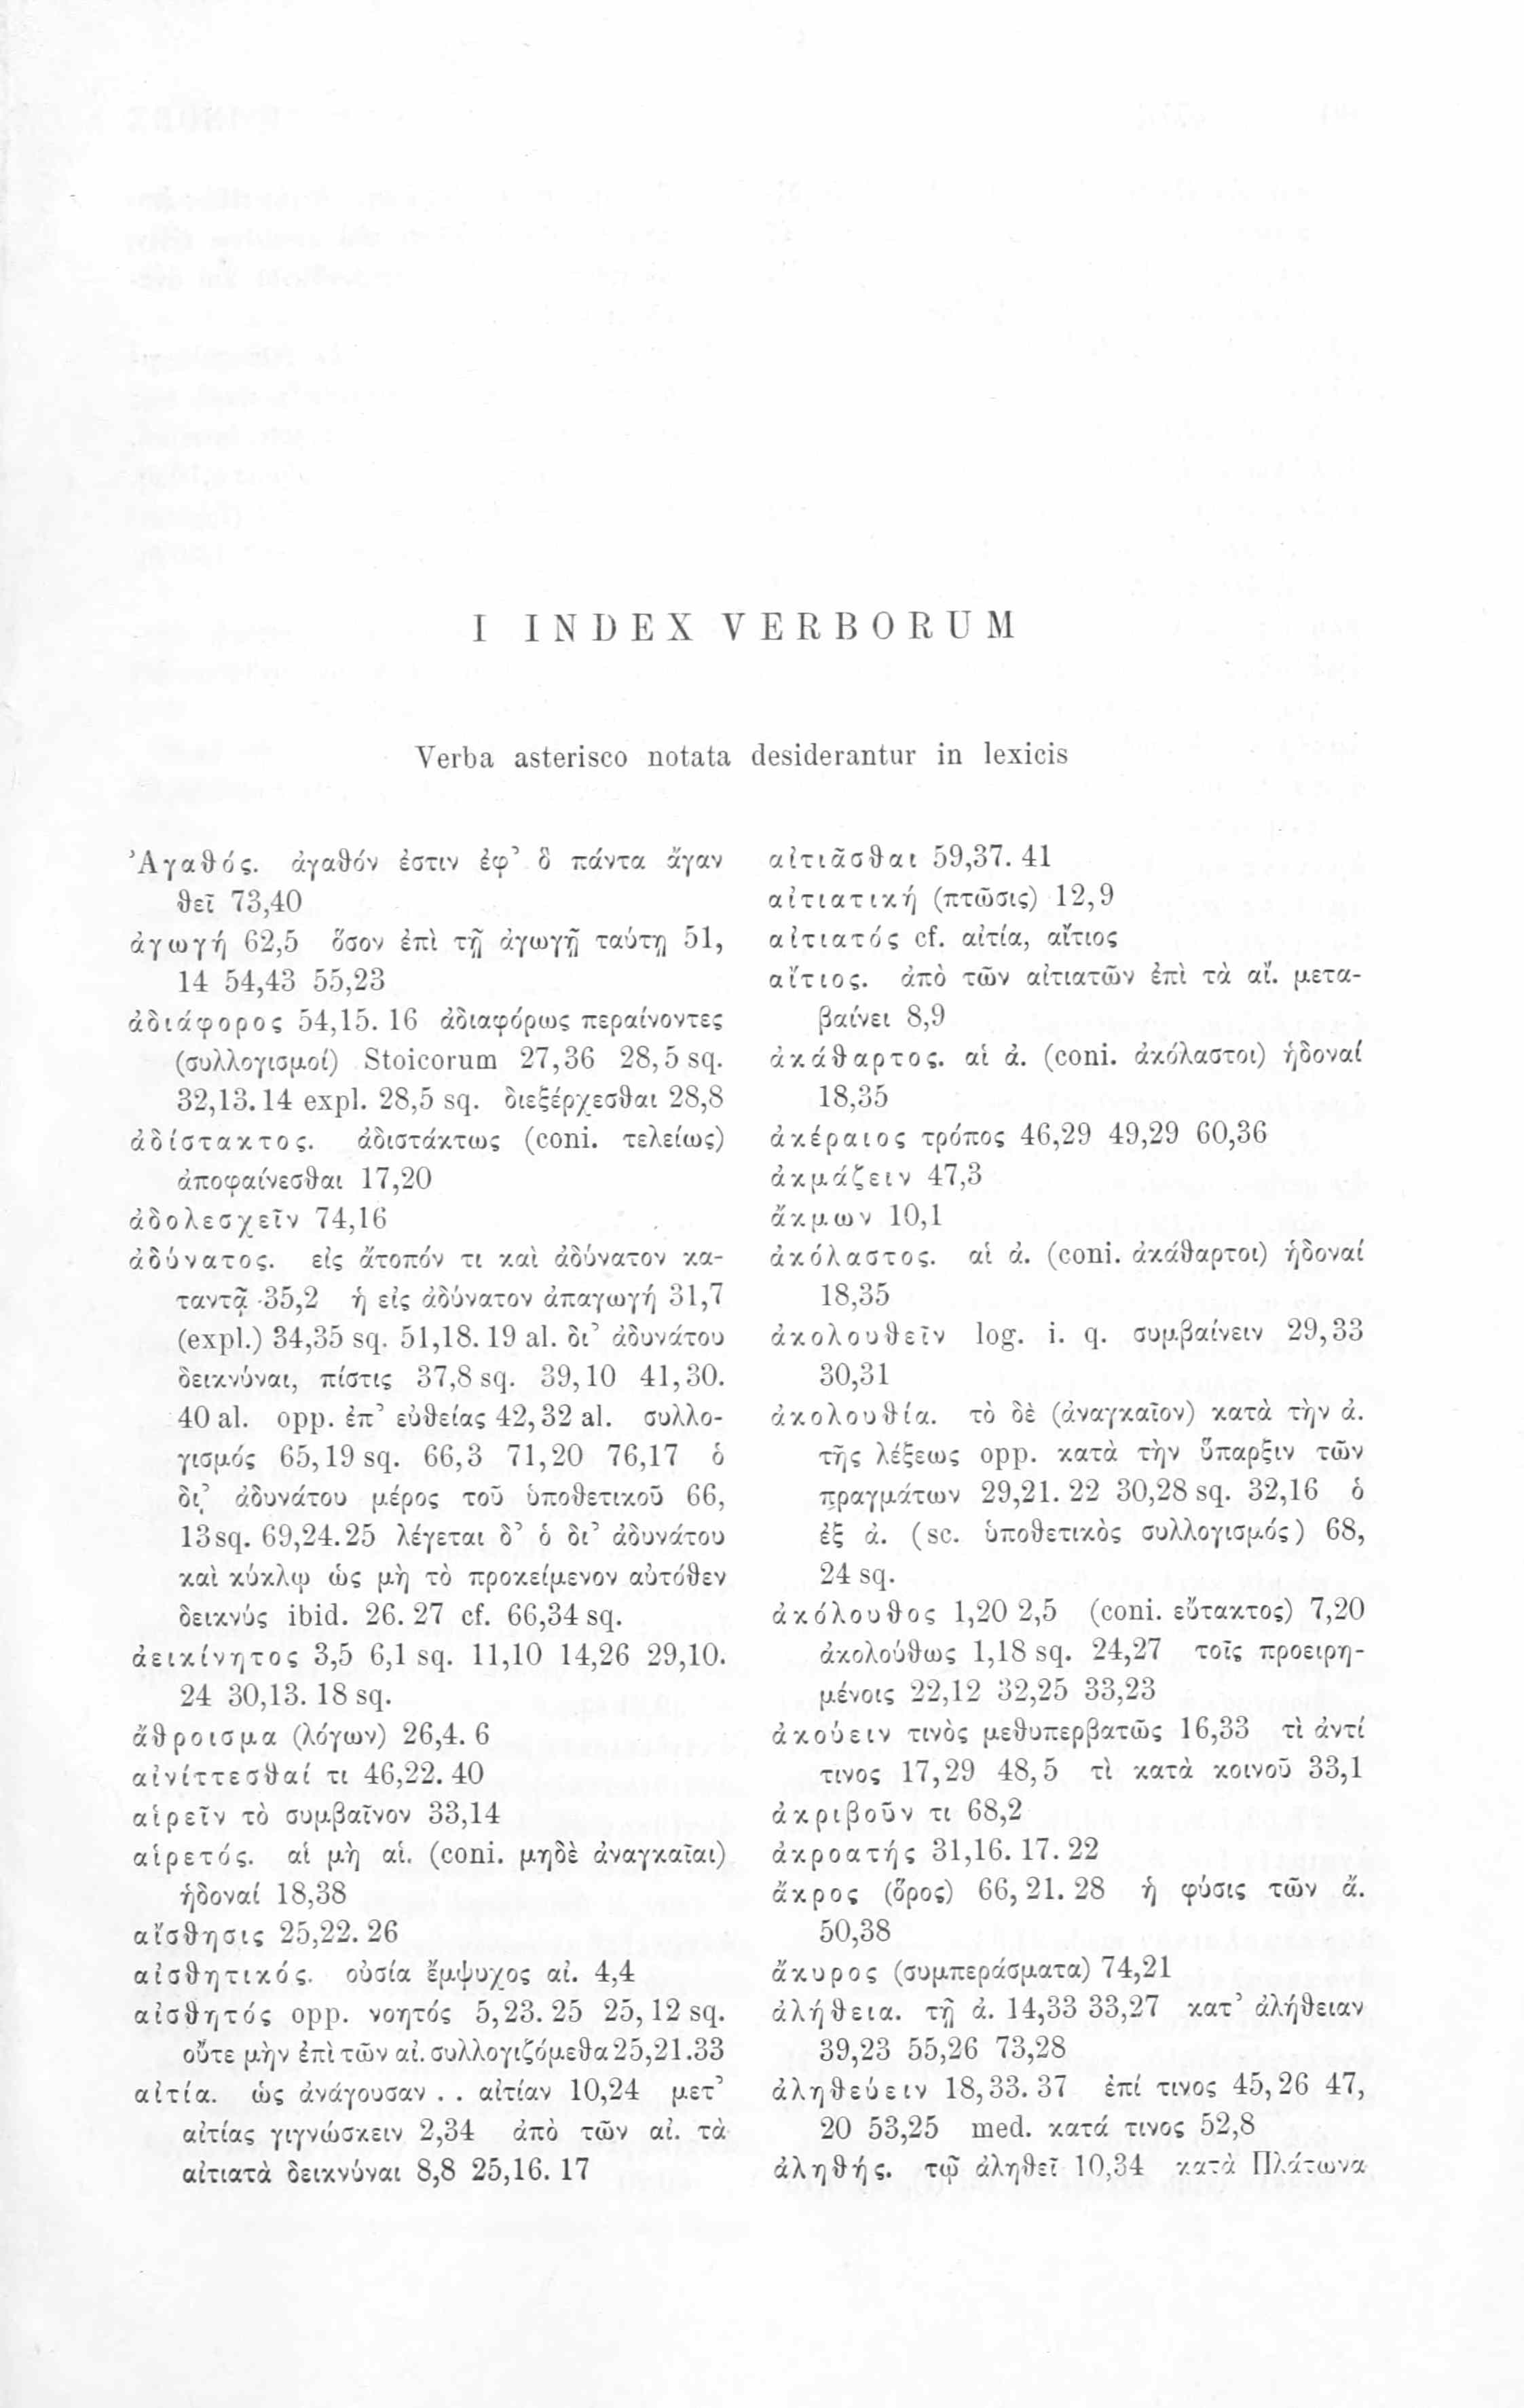 I INDEX VERBORUM
Verba asterisco notata desiderantur in lexicis
Ἀγαθός. ἀγαθόν ἐστιν ἐφ’ ὃ πάντα ἄγαν
θεῖ 73,40
ἀγωγή 62,5 ὅσον ἐπὶ τῇ ἀγωγῇ ταύτῃ 51,
14 54,43 55,23
ἀδιάφορος 54,15. 16 ἀδιαφόρως περαίνοντες
(συλλογισμοί) Stoicorum 27,36 28,5 sq.
32,13. 14 expl. 28,5 sq. διεξέρχεσθαι 28,8
ἀδίστακτος. ἀδιστάκτως (coni. τελείως)
ἀποφαίνεσθαι 17,20
ἀδολεσχεῖν 74,16
ἀδύνατος. εἰς ἄτοπόν τι καὶ ἀδύνατον κα-
ταντᾷ 35,2 ἡ εἰς ἀδύνατον ἀπαγωγή 31,7
(expl.) 34,35 sq. 51,18. 19 al. δι’ ἀδυνάτου
δεικνύναι, πίστις 37,8 sq. 39,10 41,30.
40 al. opp. ἐπ’ εὐθείας 42,32 al. συλλο-
γισμός 65,19 sq. 66,3 71,20 76,17 ὁ
δι’ ἀδυνάτου μέρος τοῦ ὑποθετικοῦ 66,
13 sq. 69,24. 25 λέγεται δ’ ὁ δι’ ἀδυνάτου
καὶ κύκλῳ ὡς μὴ τὸ προκείμενον αὐτόθεν
δεικνύς ibid. 26. 27 cf. 66,34 sq.
ἀεικίνητος 3,5 6,1 sq. 11,10 14,26 29,10.
24 30,13. 18 sq.
ἄθροισμα (λόγων) 26,4. 6
αἰνίττεσθαί τι 46,22. 40
αἱρεῖν τὸ συμβαῖνον 33,14
αἱρετός. αἱ μὴ αἱ. (coni. μηδὲ ἀναγκαῖαι)
ἡδοναί 18,38
αἴσθησις 25,22. 26
αἰσθητικός. οὐσία ἔμψυχος αἰ. 4,4
αἰσθητός opp. νοητός 5,23. 25 25,12 sq.
οὔτε μὴν ἐπὶ τῶν αἰ. συλλογιζόμεθα 25,21.33
αἰτία. ὡς ἀνάγουσαν . . αἰτίαν 10,24 μετ’
αἰτίας γιγνώσκειν 2,34 ἀπὸ τῶν αἰ. τὰ
αἰτιατὰ δεικνύναι 8,8 25,16. 17
αἰτιᾶσθαι 59,37. 41
αἰτιατική (πτῶσις) 12,9
αἰτιατός cf. αἰτία, αἴτιος
αἴτιος. ἀπὸ τῶν αἰτιατῶν ἐπὶ τὰ αἴ. μετα-
βαίνει 8,9
ἀκάθαρτος. αἱ ἀ. (coni. ἀκόλαστοι) ἡδοναί
18,35
ἀκέραιος τρόπος 46,29 49,29 60,36
ἀκμάζειν 47,3
ἄκμων 10,1
ἀκόλαστος. αἱ ἀ. (coni. ἀκάθαρτοι) ἡδοναί
18,35
ἀκολουθεῖν log. i. q. συμβαίνειν 29,33
30,31
ἀκολουθία. τὸ δὲ (ἀναγκαῖον) κατὰ τὴν ἀ.
τῆς λέξεως opp. κατὰ τὴν ὕπαρξιν τῶν
πραγμάτων 29,21. 22 30,28 sq. 32,16 ὁ
ἐξ ἀ. (sc. ὑποθετικὸς συλλογισμός) 68,
24 sq.
ἀκόλουθος 1,20 2,5 (coni. εὔτακτος) 7,20
ἀκολούθως 1,18 sq. 24,27 τοῖς προειρη-
μένοις 22,12 32,25 33,23
ἀκούειν τινὸς μεθυπερβατῶς 16,33 τὶ ἀντί
τινος 17,29 48,5 τὶ κατὰ κοινοῦ 33,1
ἀκριβοῦν τι 68,2
ἀκροατής 31,16. 17. 22
ἄκρος (ὅρος) 66,21. 28 ἡ φύσις τῶν ἄ.
50,38
ἄκυρος (συμπεράσματα) 74,21
ἀλήθεια. τῇ ἀ. 14,33 33,27 κατ’ ἀλήθειαν
39,23 55,26 73,28
ἀληθεύειν 18,33. 37 ἐπί τινος 45,26 47,
20 53,25 med. κατά τινος 52,8
ἀληθής. τῷ ἀληθεῖ 10,34 κατὰ Πλάτωνα